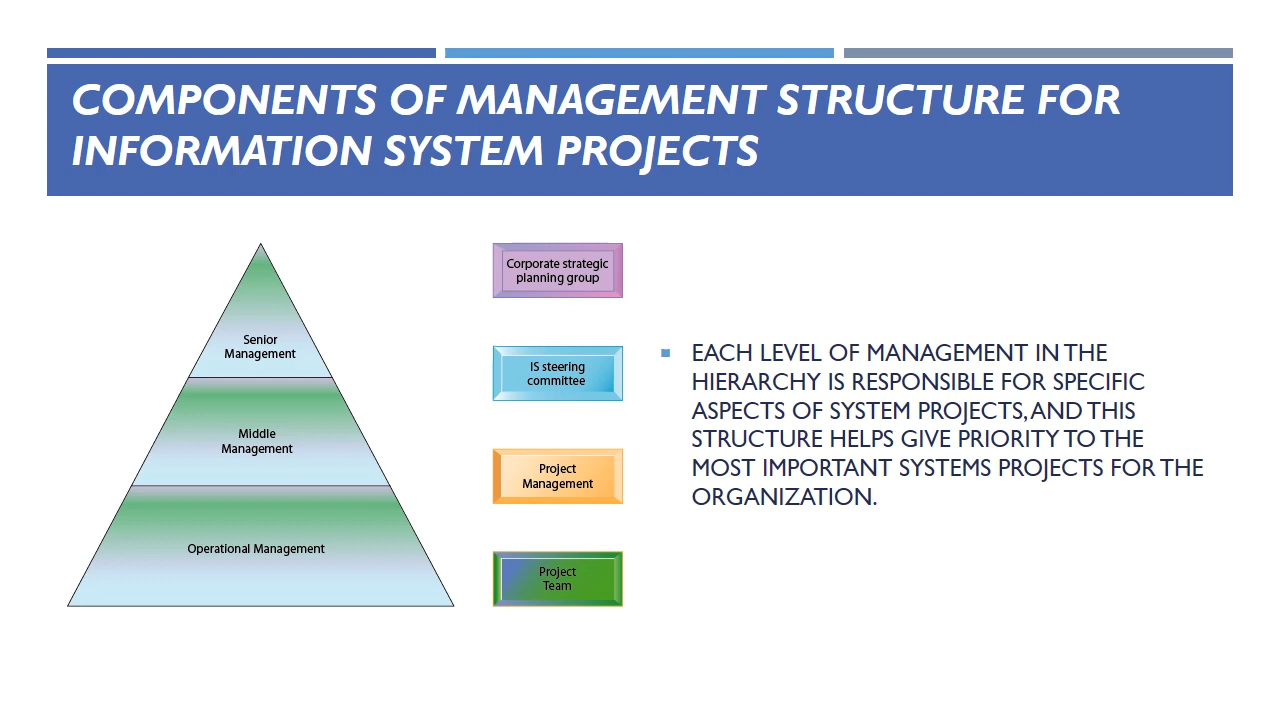 COMPONENTS OF MANAGEMENT STRUCTURE FOR
INFORMATION SYSTEM PROJECTS
Senior
Management
Middle
Management
Operational Management
Corporate strategic
planning group
IS steering
committee
Project
Management
Project
Team
EACH LEVEL OF MANAGEMENT IN THE
HIERARCHY IS RESPONSIBLE FOR SPECIFIC
ASPECTS OF SYSTEM PROJECTS, AND THIS
STRUCTURE HELPS GIVE PRIORITY TO THE
MOST IMPORTANT SYSTEMS PROJECTS FOR THE
ORGANIZATION.